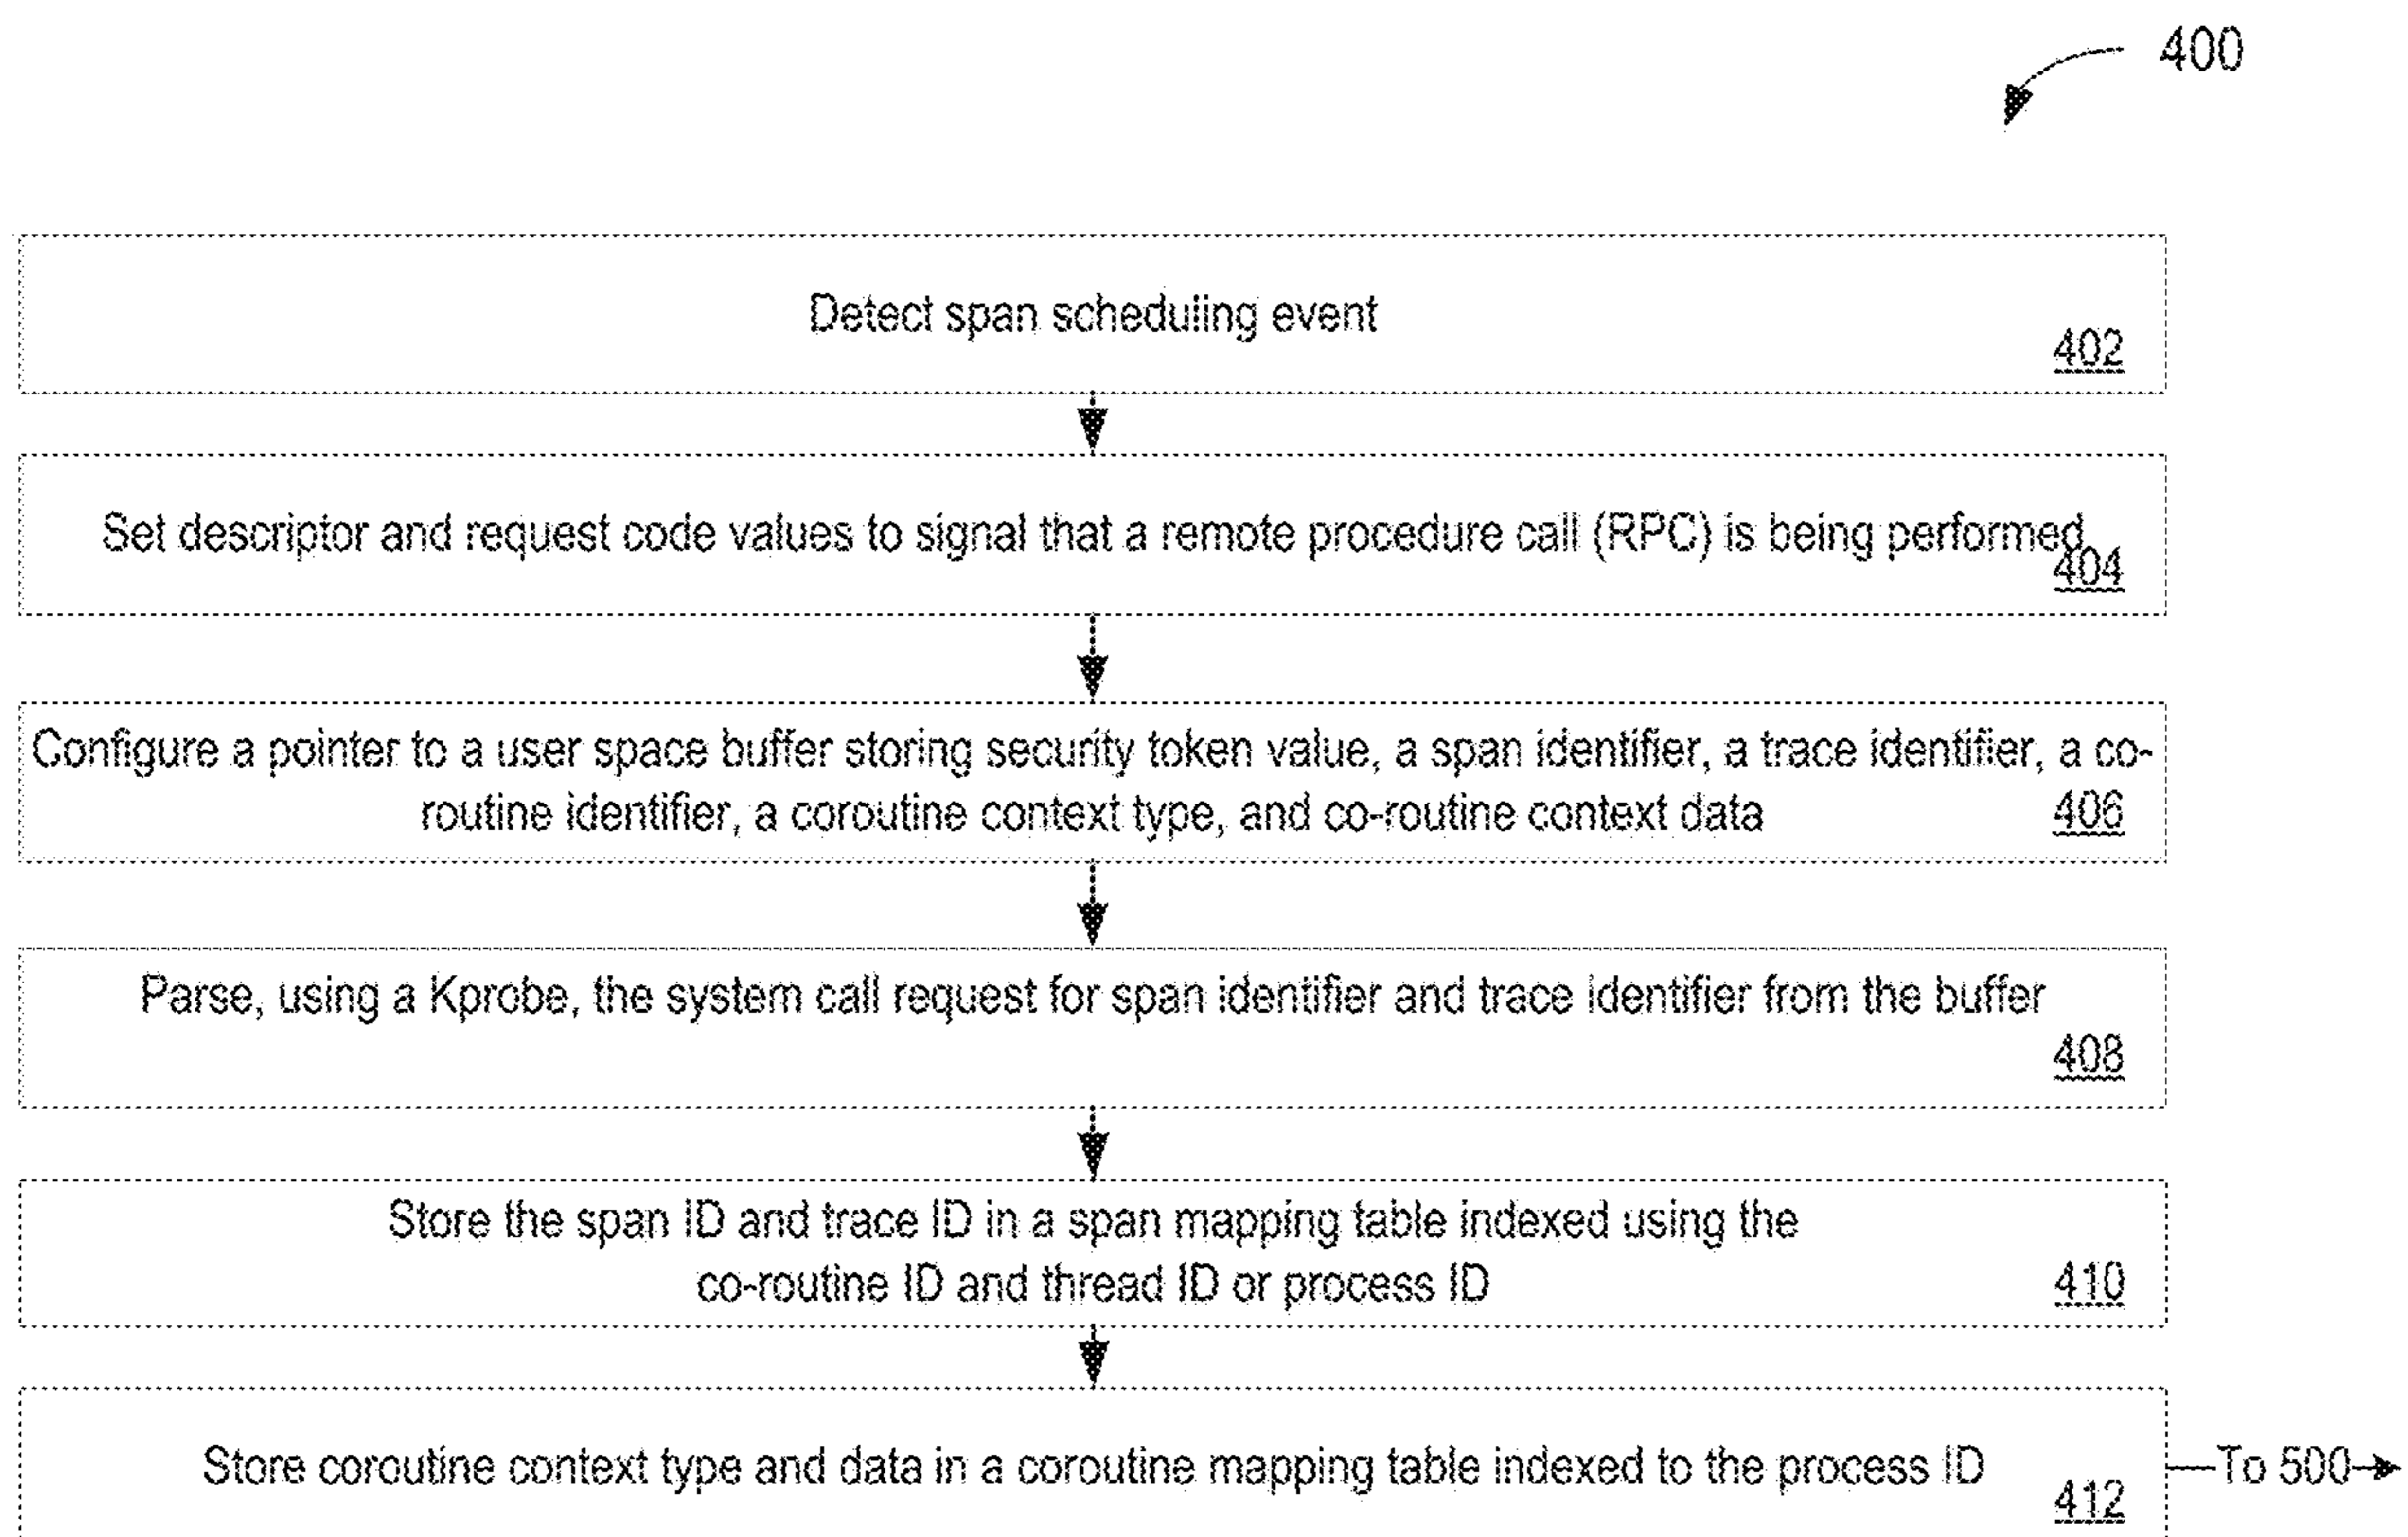 400
Detect span scheduling event
402
Set descriptor and request code values to signal that a remote procedure call (RPC) is being performed
404
Configure a pointer to a user space buffer storing security token value, a span identifier, a trace identifier, a co-
routine identifier, a coroutine context type, and co-routine context data
406
Parse, using a Kprobe, the system call request for span identifier and trace identifier from the buffer
408
Store the span ID and trace ID in a span mapping table indexed using the
co-routine ID and thread ID or process ID
410
Store coroutine context type and data in a coroutine mapping table indexed to the process ID
To 500
412